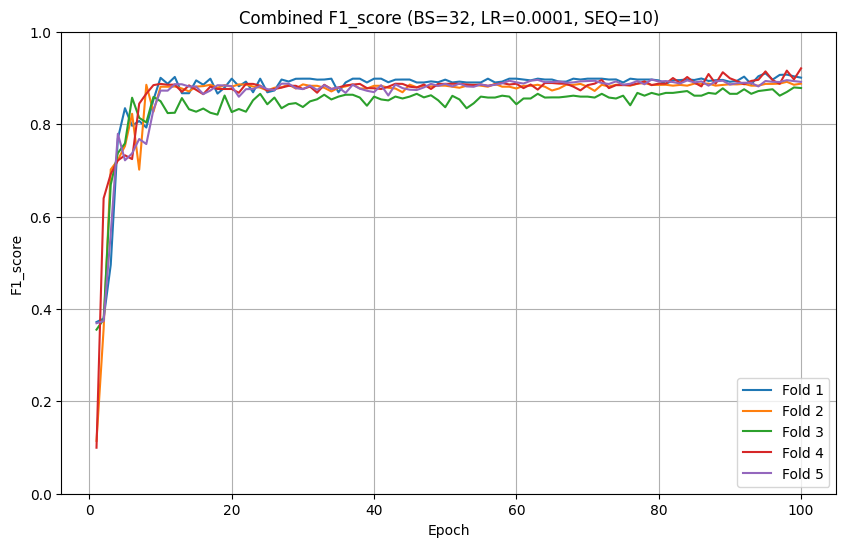 Combined F1_score (BS=32, LR=0.0001, SEQ=10)
1.0
0.8
0.6
0.4
0.2
0.0
F1_score
0 20 40 60 80 100
Epoch
Fold 1
Fold 2
Fold 3
Fold 4
Fold 5